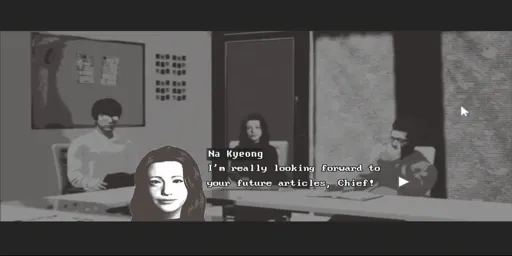 Na Kyeong
I'm really looking forward to
your future articles, Chief!